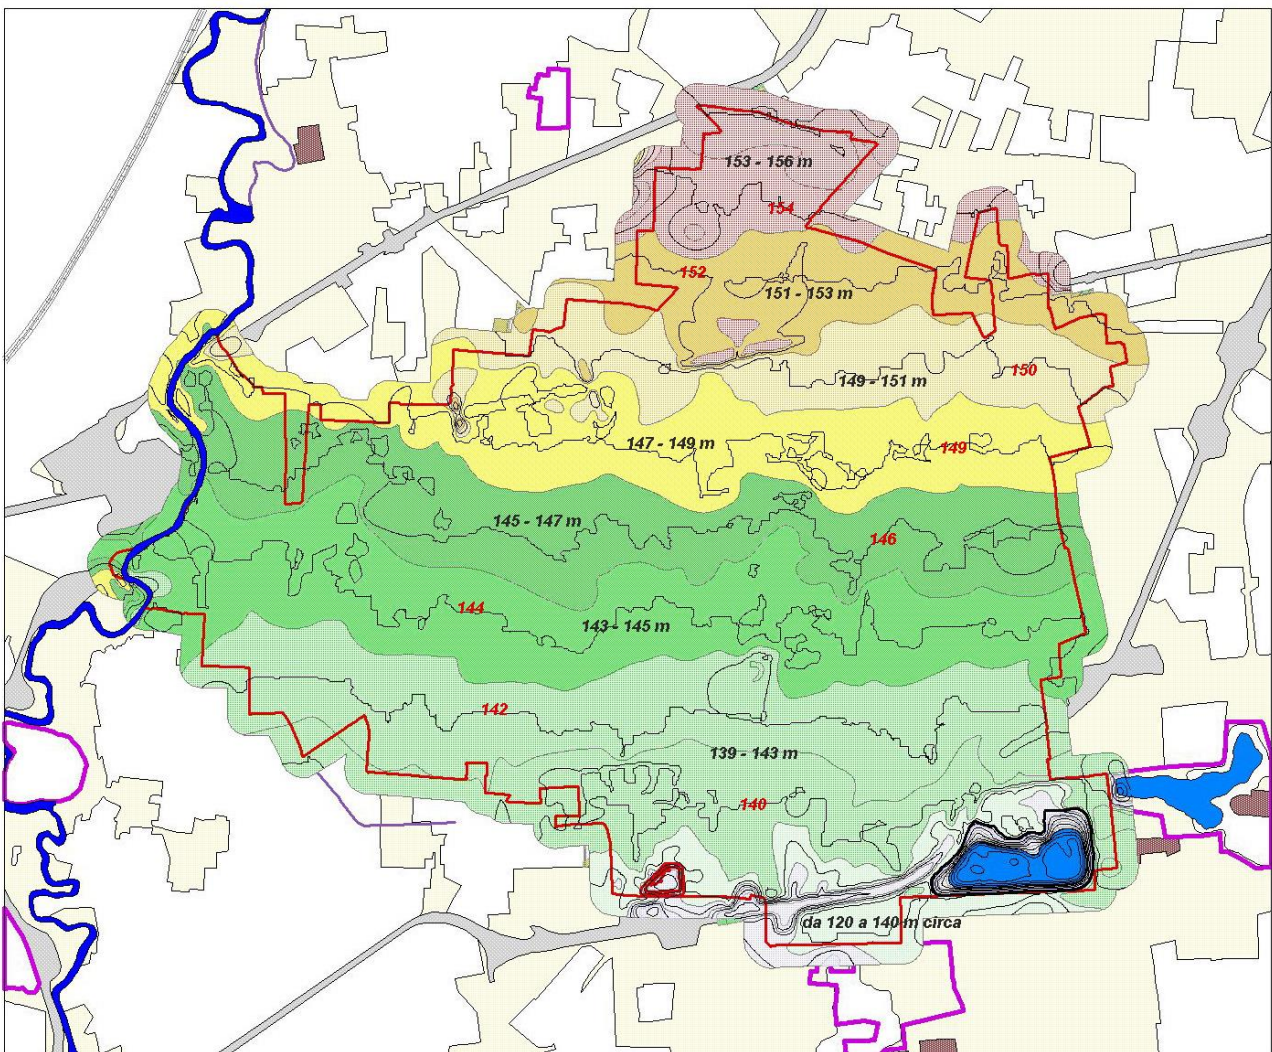 153 - 156 m
154
152
151 - 153 m
150
149 - 151 m
147 - 149 m
149
145 - 147 m
146
144
143 - 145 m
142
139 - 143 m
140
da 120 a 140 m circa